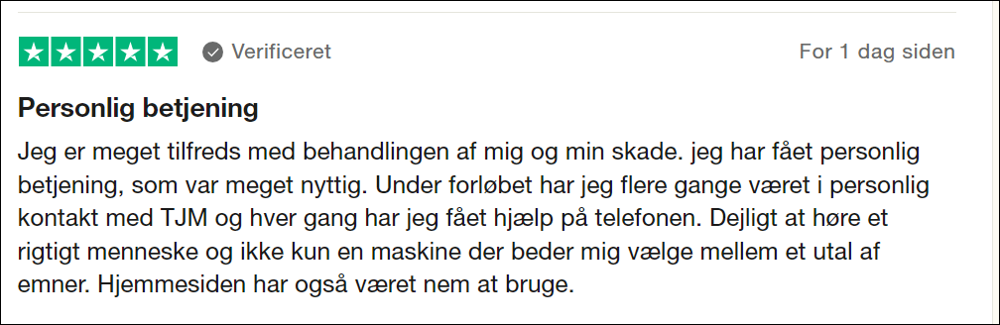 Verificeret
For 1 dag siden
Personlig betjening
Jeg er meget tilfreds med behandlingen af mig og min skade. jeg har fået personlig
betjening, som var meget nyttig. Under forløbet har jeg flere gange været i personlig
kontakt med TJM og hver gang har jeg fået hjælp på telefonen. Dejligt at høre et
rigtigt menneske og ikke kun en maskine der beder mig vælge mellem et utal af
emner. Hjemmesiden har også været nem at bruge.